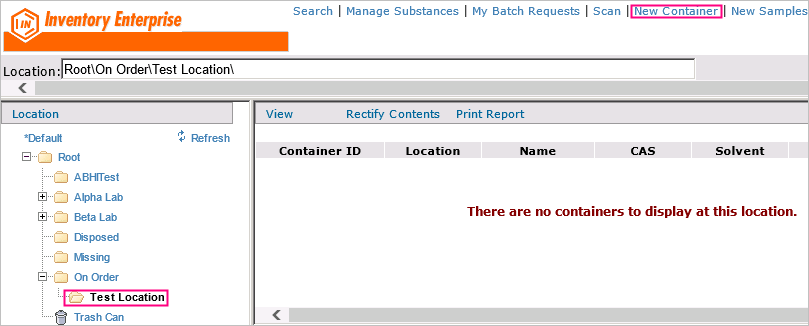 Inventory Enterprise
Search | Manage Substances | My Batch Requests | Scan | New Container | New Samples
Location: Root\On Order\Test Location\
Location
View Rectify Contents Print Report
*Default Refresh
Root
ABHITest
Alpha Lab
Beta Lab
Disposed
Missing
On Order
Test Location
Trash Can
Container ID Location Name CAS Solvent
There are no containers to display at this location.